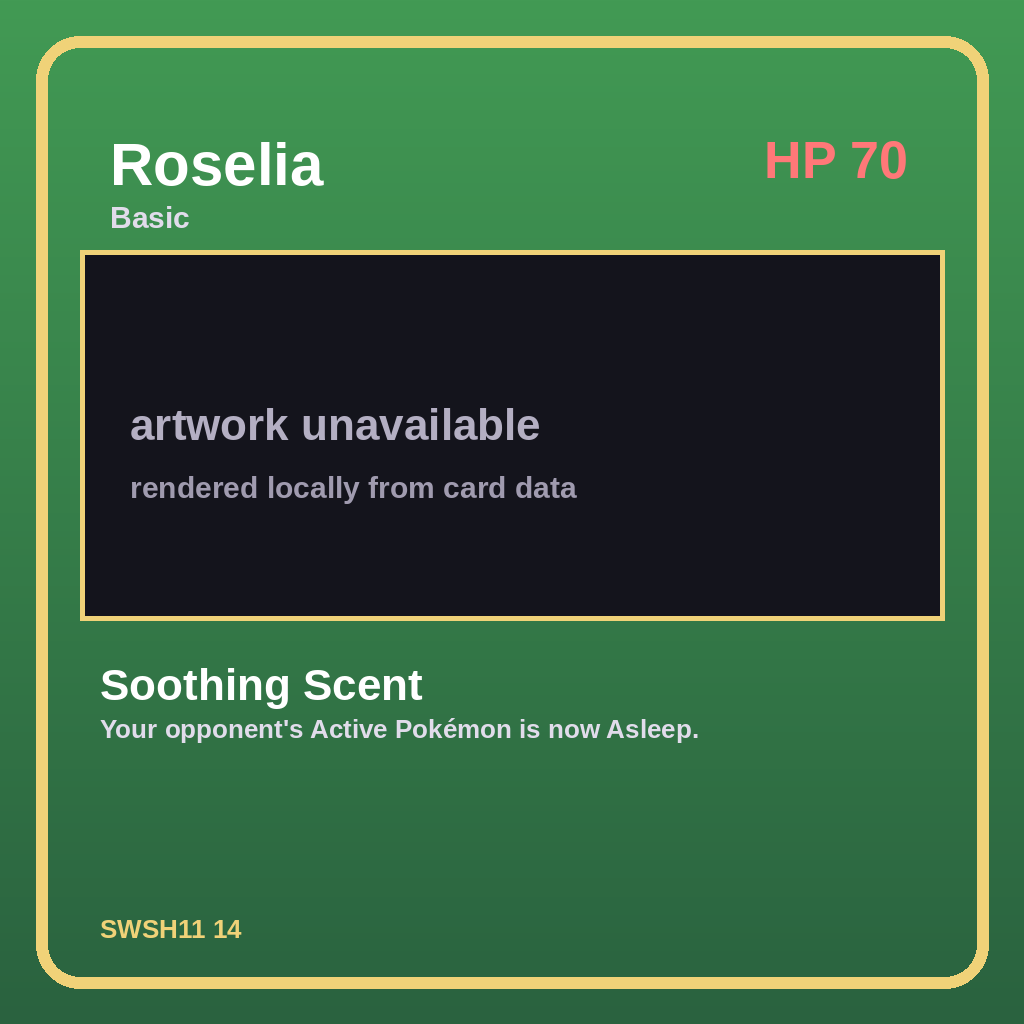 Roselia
HP 70
Basic
artwork unavailable
rendered locally from card data
Soothing Scent
Your opponent's Active Pokémon is now Asleep.
SWSH11 14